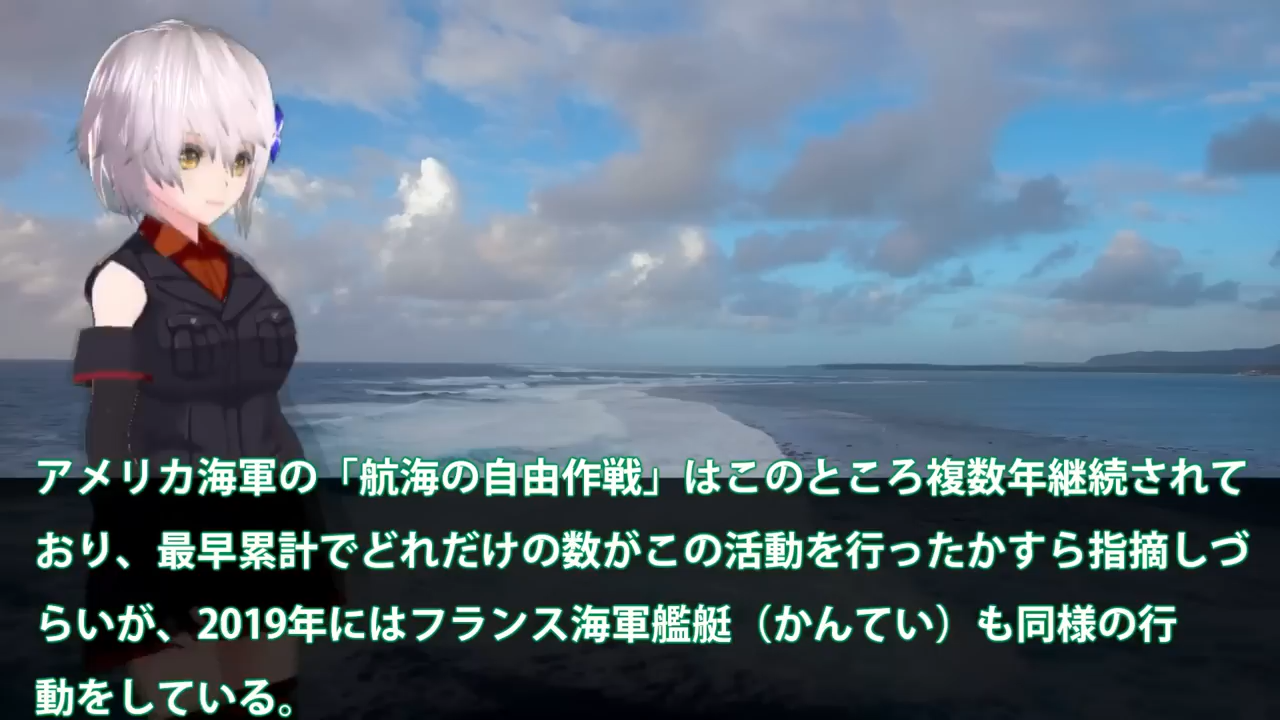 アメリカ海軍の「航海の自由作戦」はこのところ複数年継続されて
おり、最早累計でどれだけの数がこの活動を行ったかすら指摘しづ
らいが、2019年にはフランス海軍艦艇（かんてい）も同様の行
動をしている。